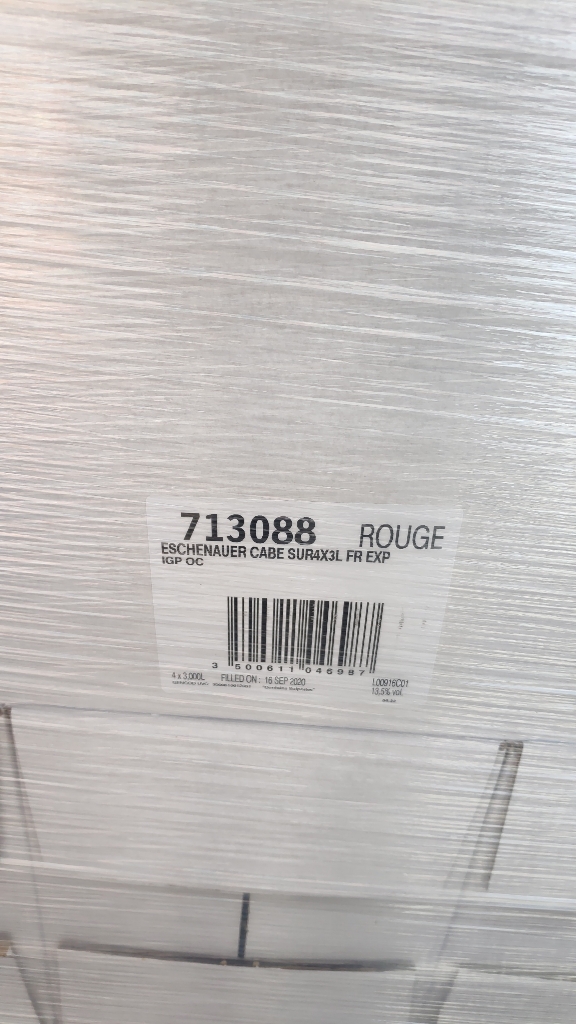 713088 ROUGE
ESCHENAUER CABE SUR4X3L FR EXP
IGP OC
3 500611 046987
4 x 3,000L FILLED ON : 16 SEP 2020 L00916C01
13.5% vol.